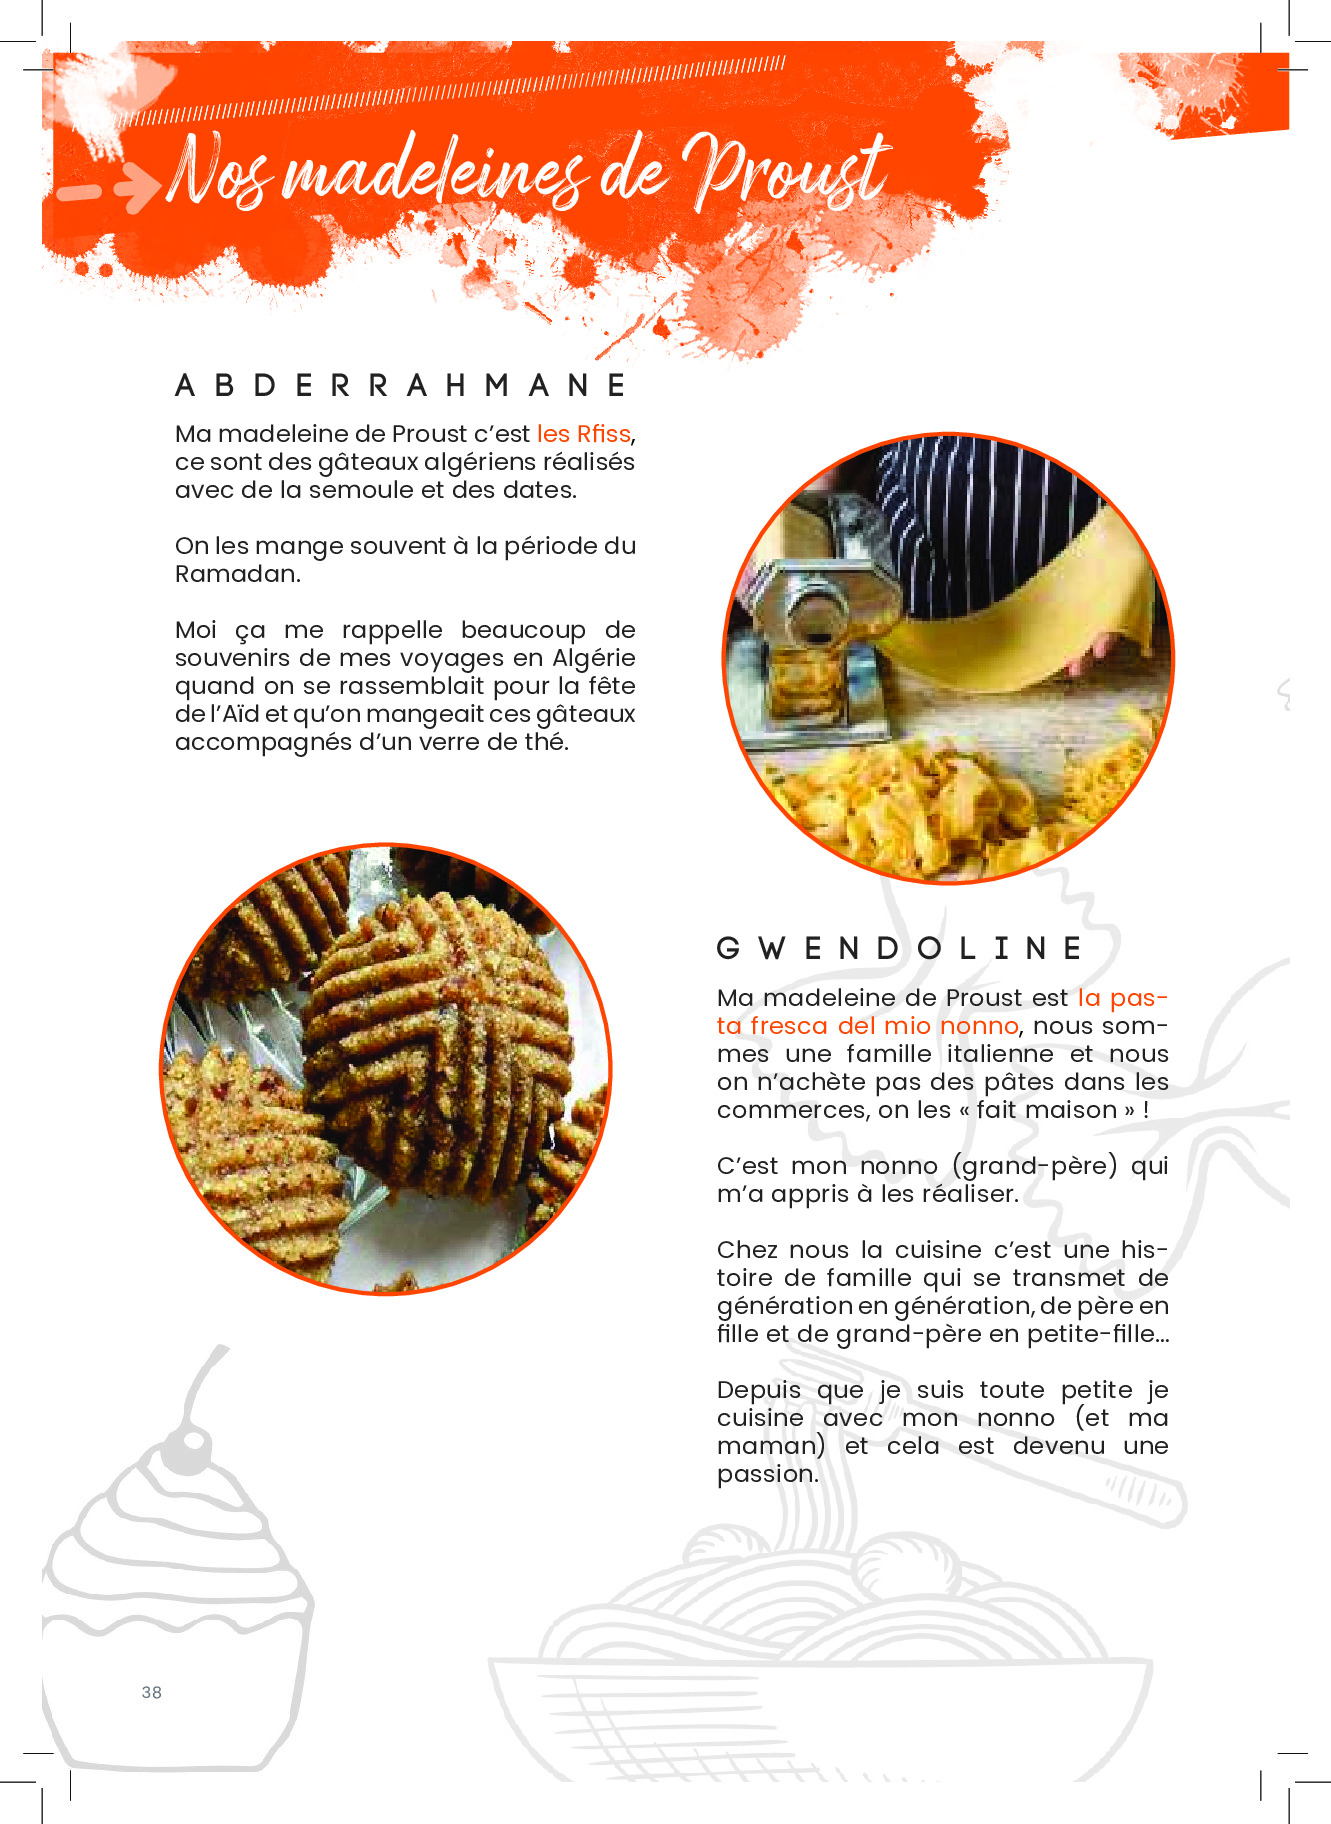 Nos madeleines de Proust
ABDERRAHMANE
Ma madeleine de Proust c’est les Rfiss,
ce sont des gâteaux algériens réalisés
avec de la semoule et des dates.
On les mange souvent à la période du
Ramadan.
Moi ça me rappelle beaucoup de
souvenirs de mes voyages en Algérie
quand on se rassemblait pour la fête
de l’Aïd et qu’on mangeait ces gâteaux
accompagnés d’un verre de thé.
GWENDOLINE
Ma madeleine de Proust est la pas-
ta fresca del mio nonno, nous som-
mes une famille italienne et nous
on n’achète pas des pâtes dans les
commerces, on les « fait maison » !
C’est mon nonno (grand-père) qui
m’a appris à les réaliser.
Chez nous la cuisine c’est une his-
toire de famille qui se transmet de
génération en génération, de père en
fille et de grand-père en petite-fille...
Depuis que je suis toute petite je
cuisine avec mon nonno (et ma
maman) et cela est devenu une
passion.
38